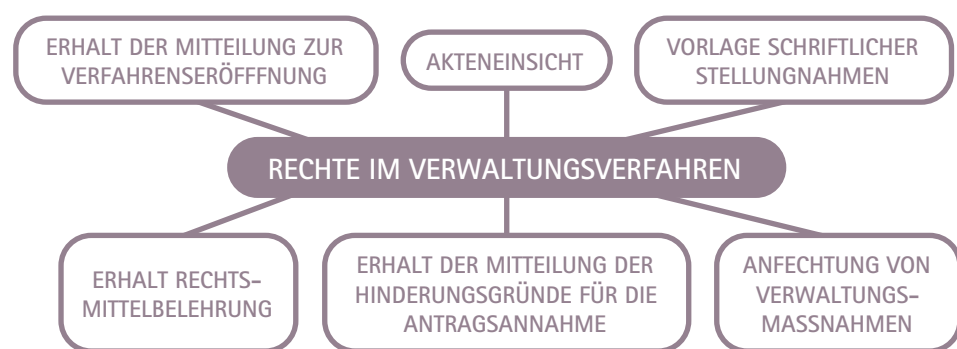 ERHALT DER MITTEILUNG ZUR
VERFAHRENSERÖFFFNUNG
AKTENEINSICHT
VORLAGE SCHRIFTLICHER
STELLUNGNAHMEN
RECHTE IM VERWALTUNGSVERFAHREN
ERHALT RECHTS-
MITTELBELEHRUNG
ERHALT DER MITTEILUNG DER
HINDERUNGSGRÜNDE FÜR DIE
ANTRAGSANNAHME
ANFECHTUNG VON
VERWALTUNGS-
MASSNAHMEN